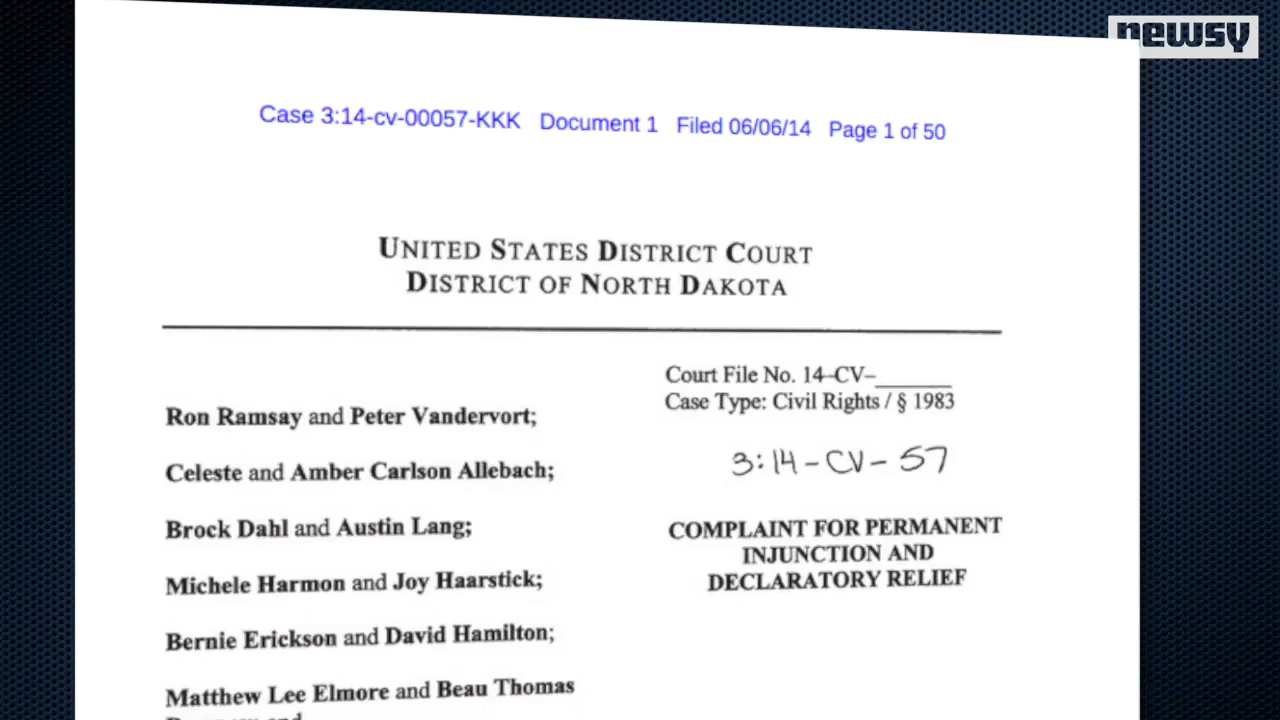 newsy
Case 3:14-cv-00057-KKK Document 1 Filed 06/06/14 Page 1 of 50
UNITED STATES DISTRICT COURT
DISTRICT OF NORTH DAKOTA
Court File No. 14–CV–_______
Case Type: Civil Rights / § 1983
3:14-CV-57
COMPLAINT FOR PERMANENT
INJUNCTION AND
DECLARATORY RELIEF
Ron Ramsay and Peter Vandervort;
Celeste and Amber Carlson Allebach;
Brock Dahl and Austin Lang;
Michele Harmon and Joy Haarstick;
Bernie Erickson and David Hamilton;
Matthew Lee Elmore and Beau Thomas
and